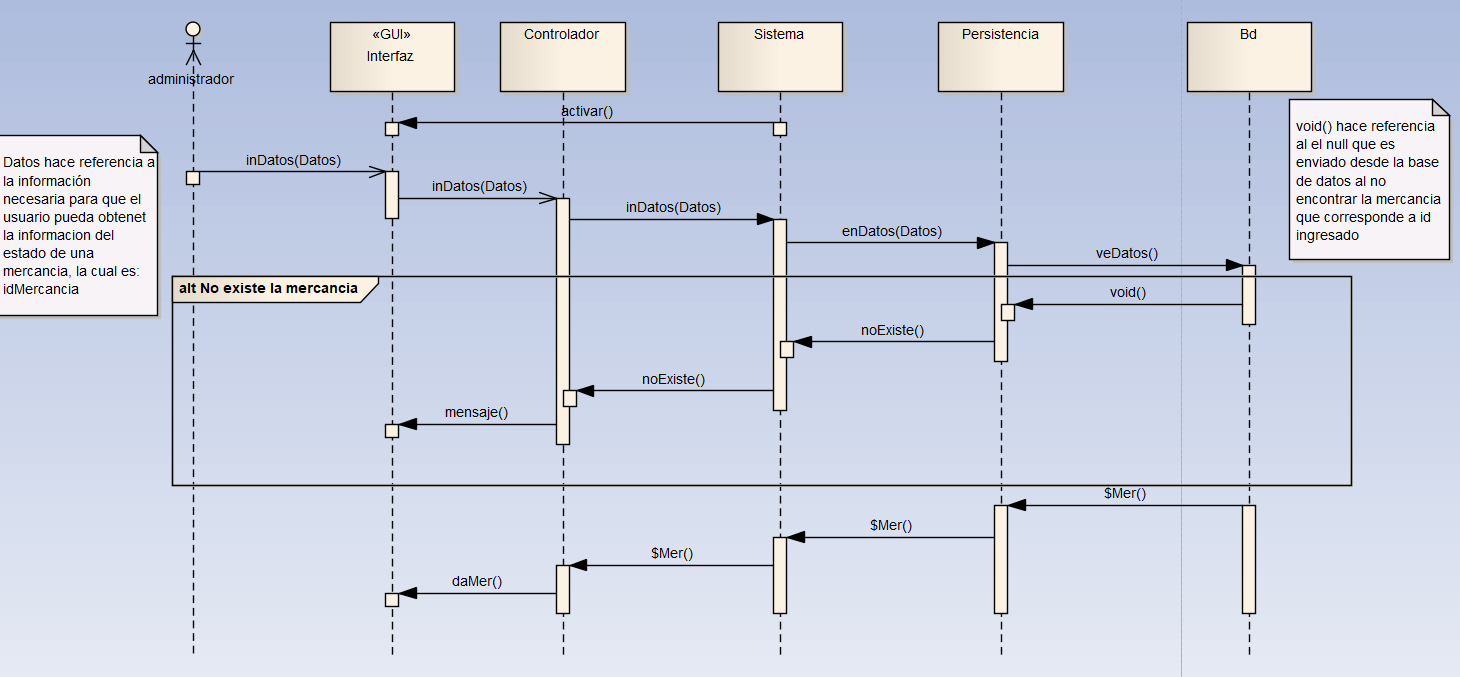 «GUI»
Interfaz
Controlador
Sistema
Persistencia
Bd
administrador
activar()
void() hace referencia
al el null que es
enviado desde la base
de datos al no
encontrar la mercancia
que corresponde a id
ingresado
Datos hace referencia a
la información
necesaria para que el
usuario pueda obtenet
la informacion del
estado de una
mercancia, la cual es:
idMercancia
inDatos(Datos)
inDatos(Datos)
inDatos(Datos)
enDatos(Datos)
veDatos()
alt No existe la mercancia
void()
noExiste()
noExiste()
mensaje()
$Mer()
$Mer()
$Mer()
daMer()